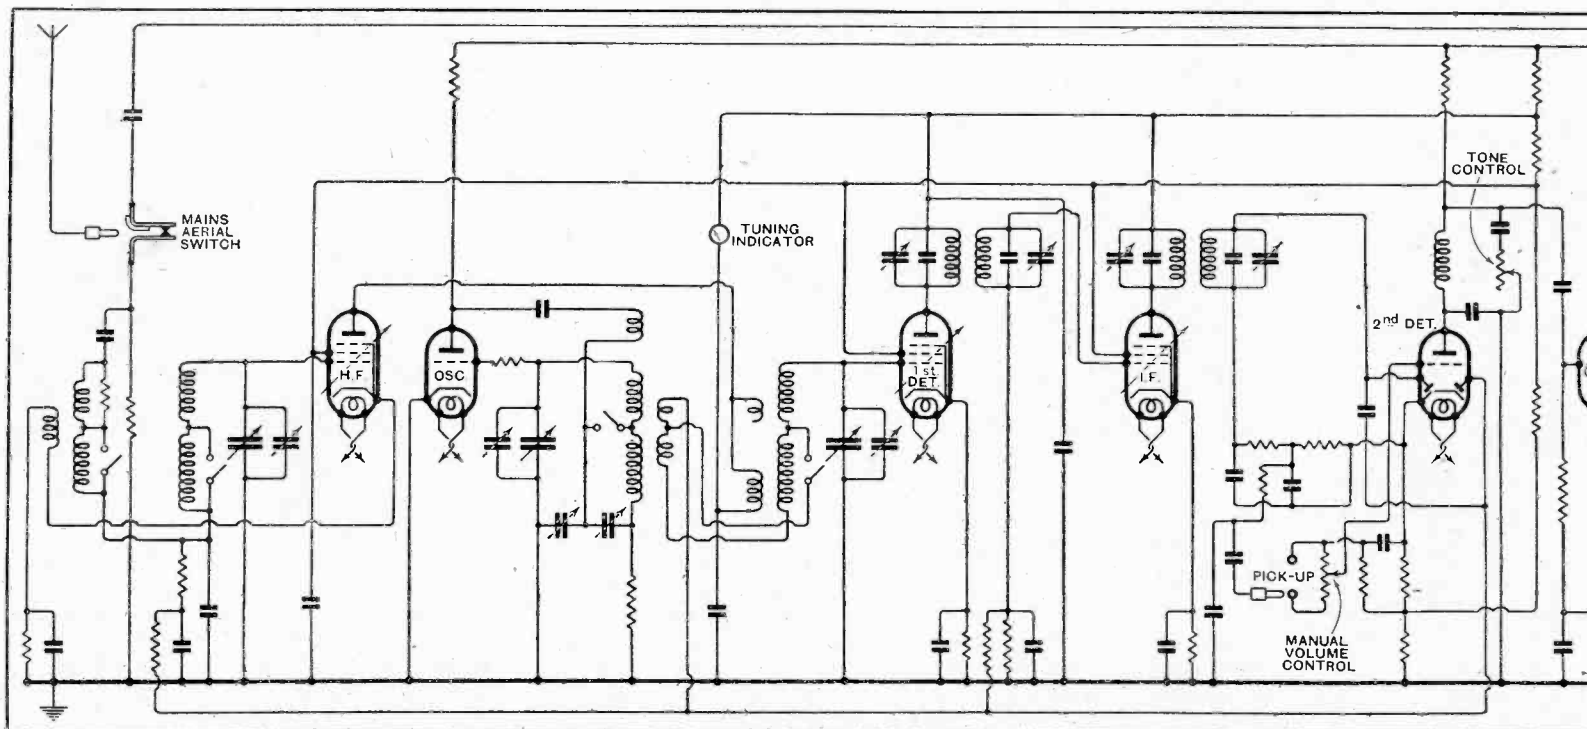 MAINS
AERIAL
SWITCH
TUNING
INDICATOR
TONE
CONTROL
H.F.
OSC.
1st
DET.
I.F.
2nd DET.
PICK-UP
MANUAL
VOLUME
CONTROL